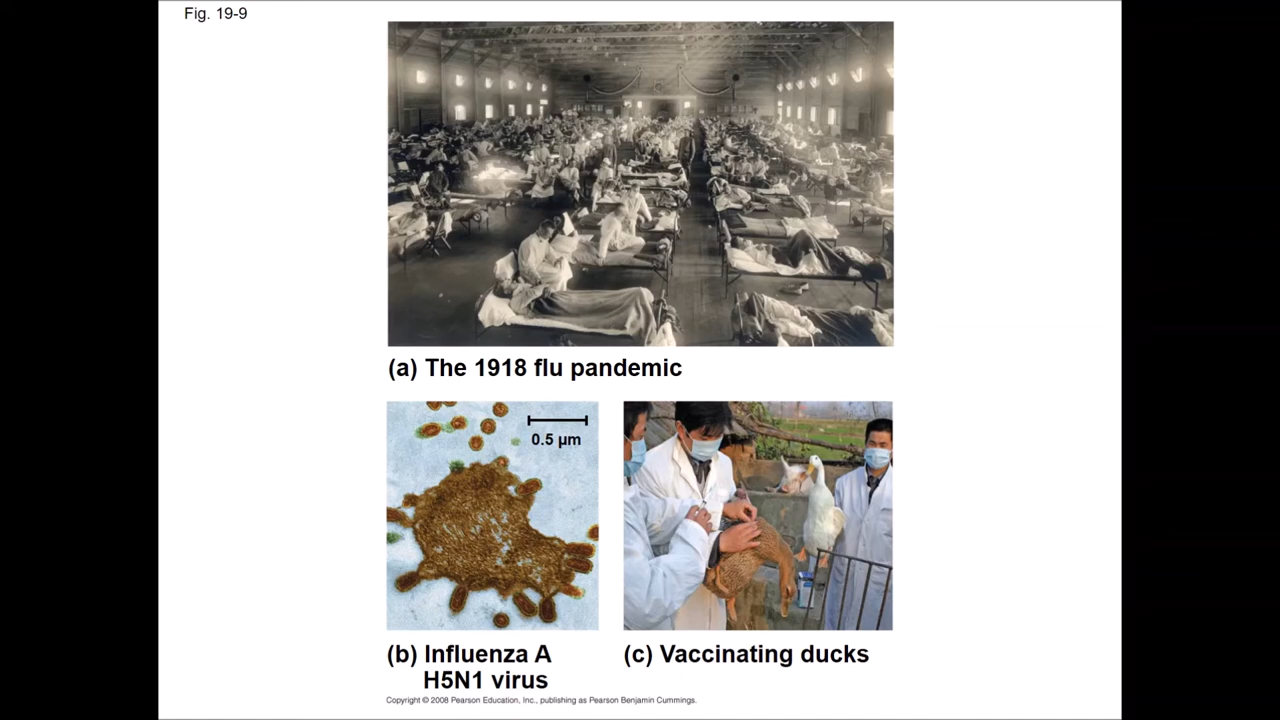 Fig. 19-9
(a) The 1918 flu pandemic
0.5 µm
(b) Influenza A
H5N1 virus
(c) Vaccinating ducks
Copyright © 2008 Pearson Education, Inc., publishing as Pearson Benjamin Cummings.